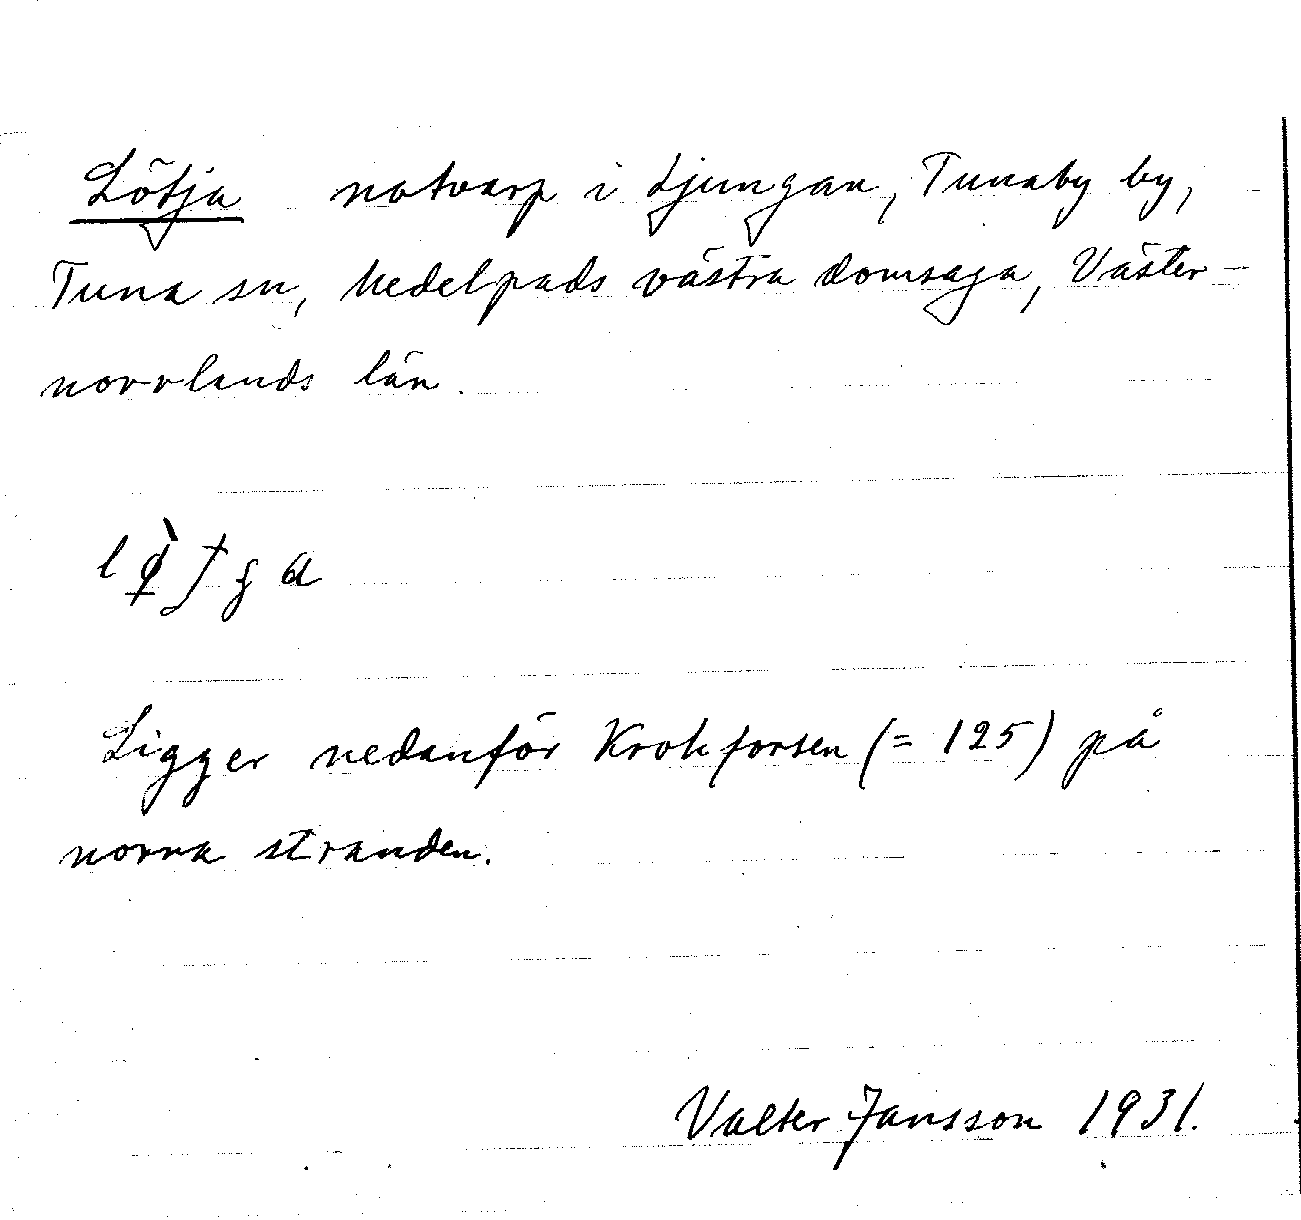 Lötja notvarp i Ljungan, Tunaby by,
Tuna sn, Medelpads västra domsaga, Väster-
norrlands län.
Ligger nedanför Krokforsen (= 125) på
norra stranden.
Valter Jansson 1931.